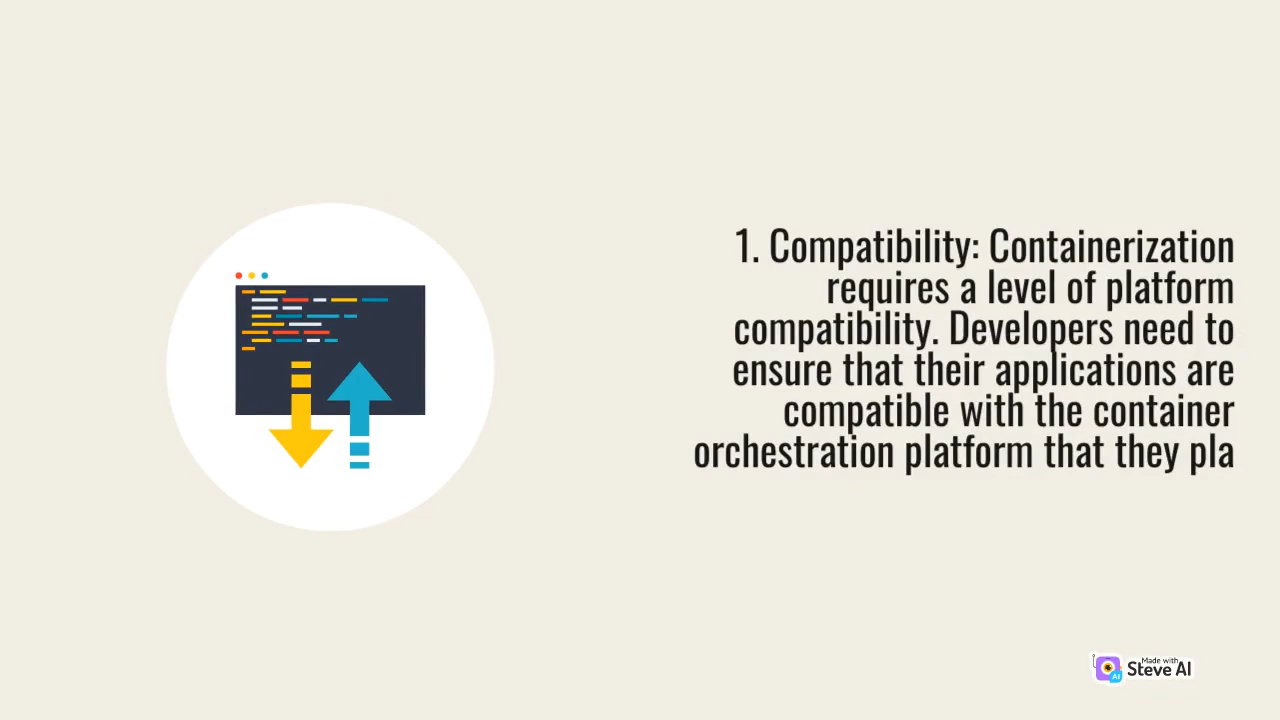 1. Compatibility: Containerization
requires a level of platform
compatibility. Developers need to
ensure that their applications are
compatible with the container
orchestration platform that they pla
Made with
Steve AI
AI